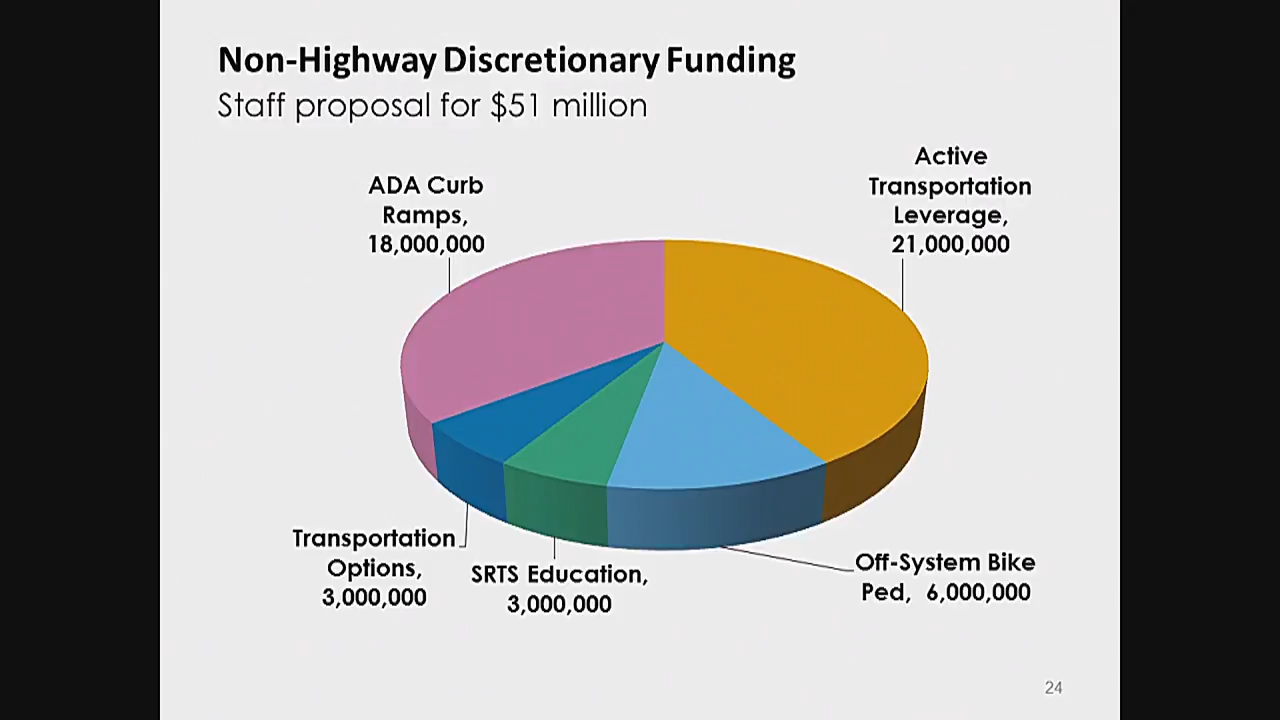 Non-Highway Discretionary Funding
Staff proposal for $51 million
Active
Transportation
Leverage,
21,000,000
ADA Curb
Ramps,
18,000,000
Transportation
Options,
3,000,000
SRTS Education,
3,000,000
Off-System Bike
Ped, 6,000,000
24